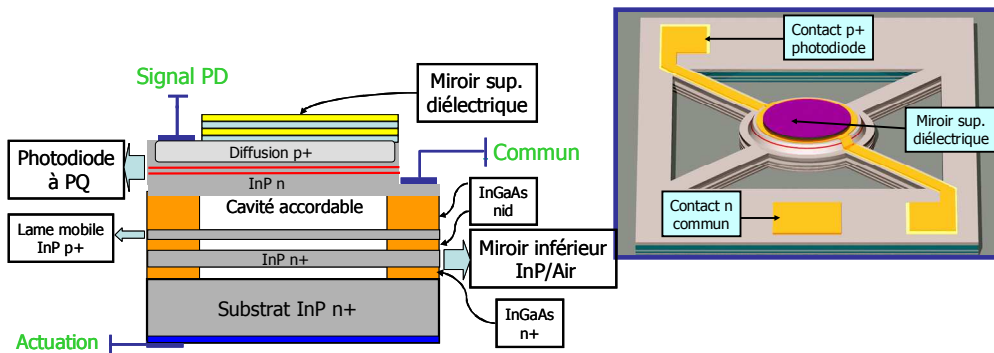 Signal PD
Miroir sup.
diélectrique
Diffusion p+
Commun
Photodiode
à PQ
InP n
Cavité accordable
InGaAs
nid
Lame mobile
InP p+
InP n+
Miroir inférieur
InP/Air
Substrat InP n+
InGaAs
n+
Actuation
Contact p+
photodiode
Miroir sup.
diélectrique
Contact n
commun